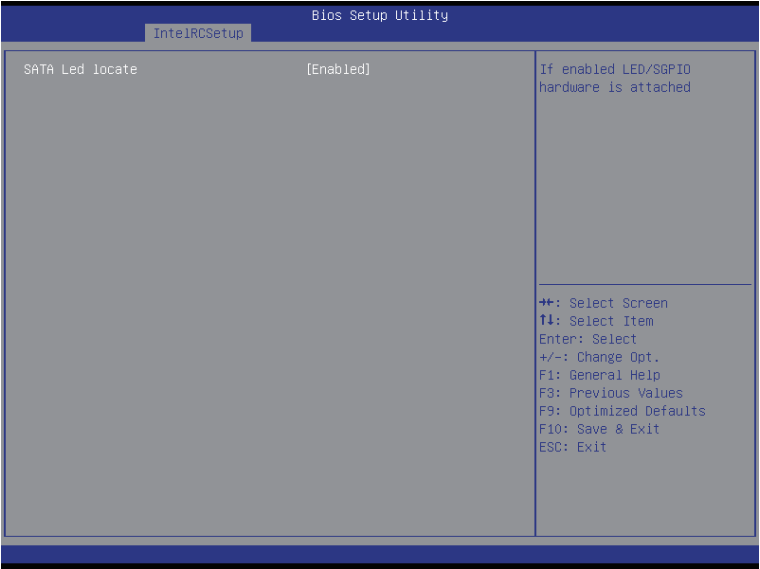 Bios Setup Utility
IntelRCSetup
SATA Led locate [Enabled]
If enabled LED/SGPIO
hardware is attached
→←: Select Screen
↑↓: Select Item
Enter: Select
+/-: Change Opt.
F1: General Help
F3: Previous Values
F9: Optimized Defaults
F10: Save & Exit
ESC: Exit